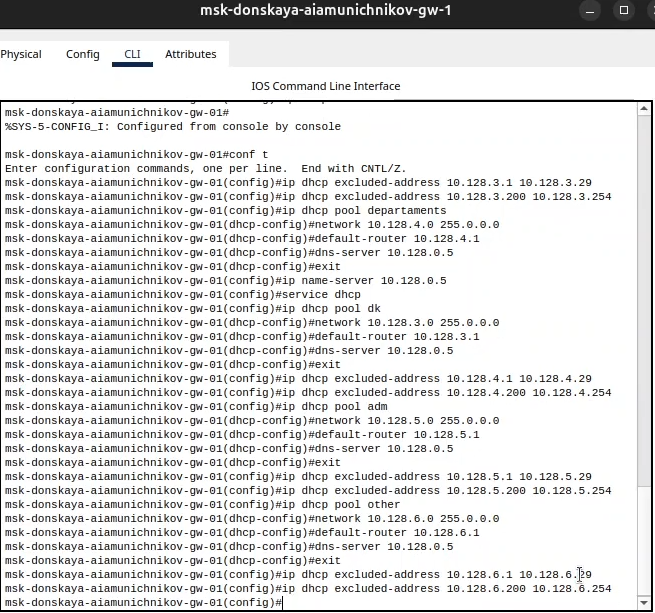 msk-donskaya-aiamunichnikov-gw-1
Physical Config CLI Attributes
IOS Command Line Interface
msk-donskaya-aiamunichnikov-gw-01#
%SYS-5-CONFIG_I: Configured from console by console
msk-donskaya-aiamunichnikov-gw-01#conf t
Enter configuration commands, one per line.  End with CNTL/Z.
msk-donskaya-aiamunichnikov-gw-01(config)#ip dhcp excluded-address 10.128.3.1 10.128.3.29
msk-donskaya-aiamunichnikov-gw-01(config)#ip dhcp excluded-address 10.128.3.200 10.128.3.254
msk-donskaya-aiamunichnikov-gw-01(config)#ip dhcp pool departaments
msk-donskaya-aiamunichnikov-gw-01(dhcp-config)#network 10.128.4.0 255.0.0.0
msk-donskaya-aiamunichnikov-gw-01(dhcp-config)#default-router 10.128.4.1
msk-donskaya-aiamunichnikov-gw-01(dhcp-config)#dns-server 10.128.0.5
msk-donskaya-aiamunichnikov-gw-01(dhcp-config)#exit
msk-donskaya-aiamunichnikov-gw-01(config)#ip name-server 10.128.0.5
msk-donskaya-aiamunichnikov-gw-01(config)#service dhcp
msk-donskaya-aiamunichnikov-gw-01(config)#ip dhcp pool dk
msk-donskaya-aiamunichnikov-gw-01(dhcp-config)#network 10.128.3.0 255.0.0.0
msk-donskaya-aiamunichnikov-gw-01(dhcp-config)#default-router 10.128.3.1
msk-donskaya-aiamunichnikov-gw-01(dhcp-config)#dns-server 10.128.0.5
msk-donskaya-aiamunichnikov-gw-01(dhcp-config)#exit
msk-donskaya-aiamunichnikov-gw-01(config)#ip dhcp excluded-address 10.128.4.1 10.128.4.29
msk-donskaya-aiamunichnikov-gw-01(config)#ip dhcp excluded-address 10.128.4.200 10.128.4.254
msk-donskaya-aiamunichnikov-gw-01(config)#ip dhcp pool adm
msk-donskaya-aiamunichnikov-gw-01(dhcp-config)#network 10.128.5.0 255.0.0.0
msk-donskaya-aiamunichnikov-gw-01(dhcp-config)#default-router 10.128.5.1
msk-donskaya-aiamunichnikov-gw-01(dhcp-config)#dns-server 10.128.0.5
msk-donskaya-aiamunichnikov-gw-01(dhcp-config)#exit
msk-donskaya-aiamunichnikov-gw-01(config)#ip dhcp excluded-address 10.128.5.1 10.128.5.29
msk-donskaya-aiamunichnikov-gw-01(config)#ip dhcp excluded-address 10.128.5.200 10.128.5.254
msk-donskaya-aiamunichnikov-gw-01(config)#ip dhcp pool other
msk-donskaya-aiamunichnikov-gw-01(dhcp-config)#network 10.128.6.0 255.0.0.0
msk-donskaya-aiamunichnikov-gw-01(dhcp-config)#default-router 10.128.6.1
msk-donskaya-aiamunichnikov-gw-01(dhcp-config)#dns-server 10.128.0.5
msk-donskaya-aiamunichnikov-gw-01(dhcp-config)#exit
msk-donskaya-aiamunichnikov-gw-01(config)#ip dhcp excluded-address 10.128.6.1 10.128.6.29
msk-donskaya-aiamunichnikov-gw-01(config)#ip dhcp excluded-address 10.128.6.200 10.128.6.254
msk-donskaya-aiamunichnikov-gw-01(config)#